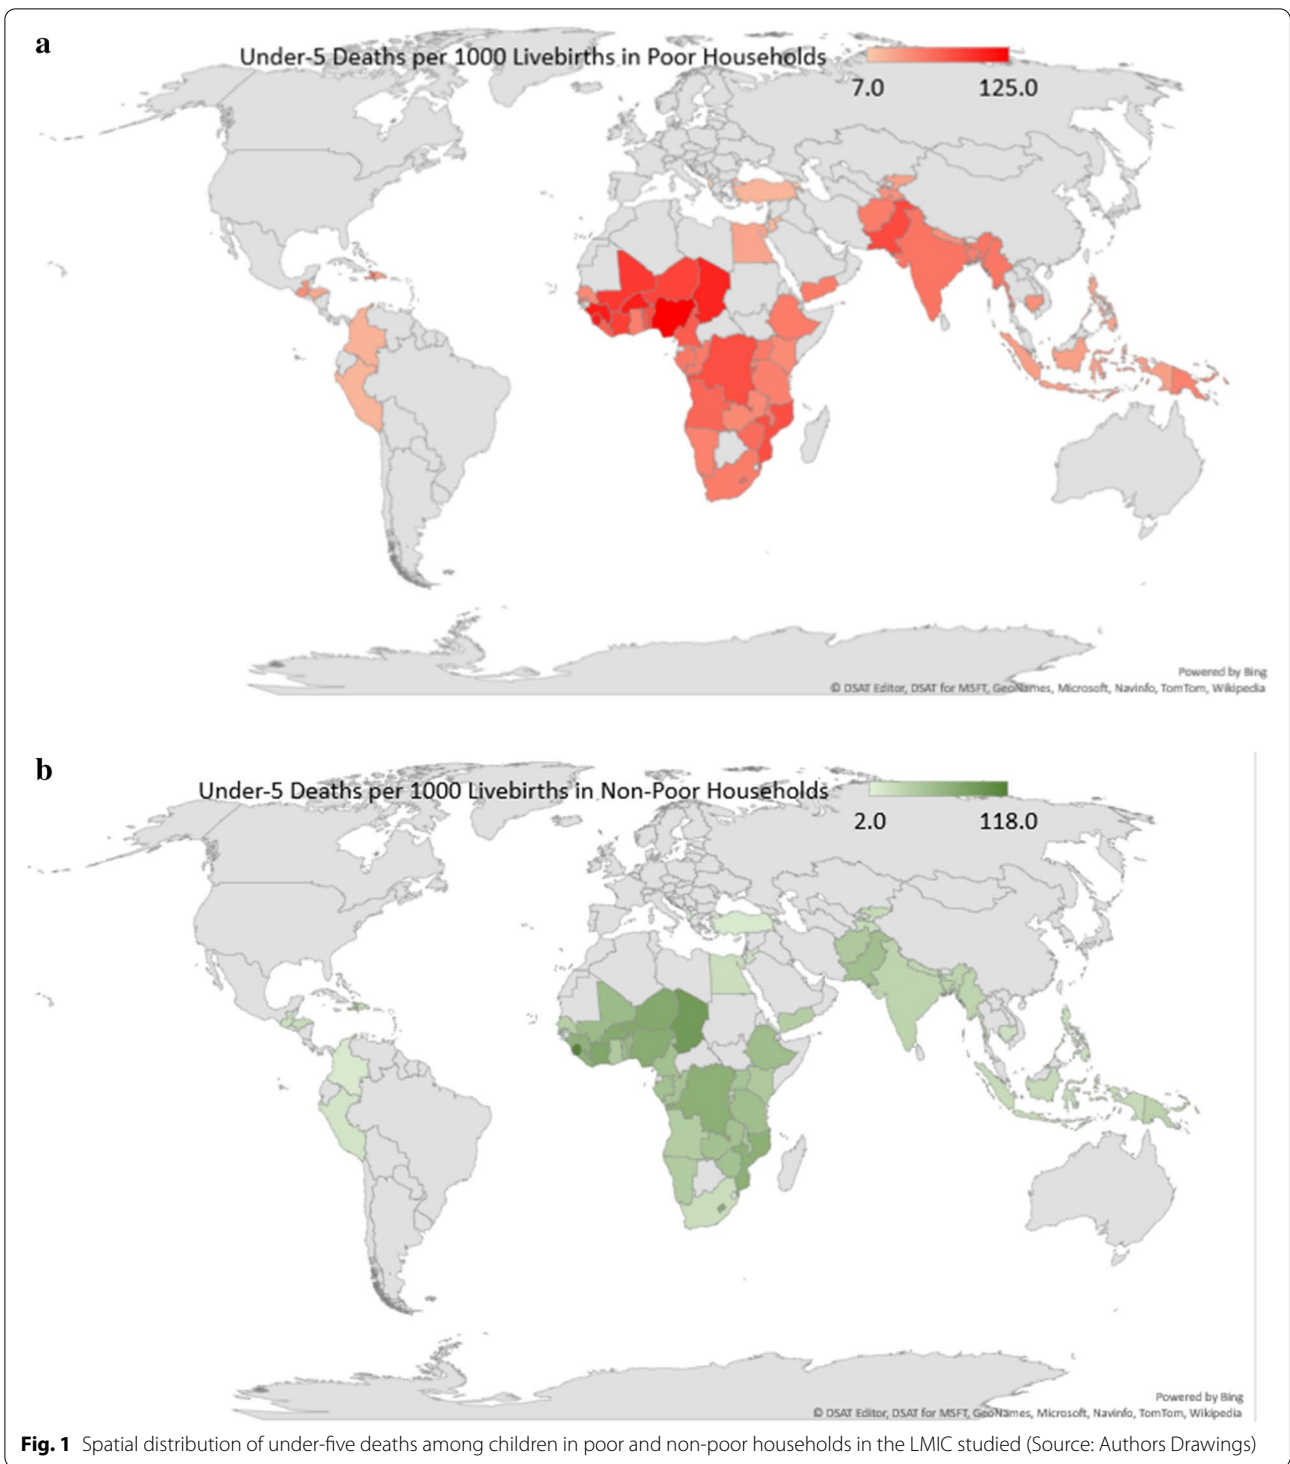 a
Under-5 Deaths per 1000 Livebirths in Poor Households
7.0 125.0
Powered by Bing
© DSAT Editor, DSAT for MSFT, GeoNames, Microsoft, Navinfo, TomTom, Wikipedia
b
Under-5 Deaths per 1000 Livebirths in Non-Poor Households
2.0 118.0
Powered by Bing
© DSAT Editor, DSAT for MSFT, GeoNames, Microsoft, Navinfo, TomTom, Wikipedia
Fig. 1 Spatial distribution of under-five deaths among children in poor and non-poor households in the LMIC studied (Source: Authors Drawings)